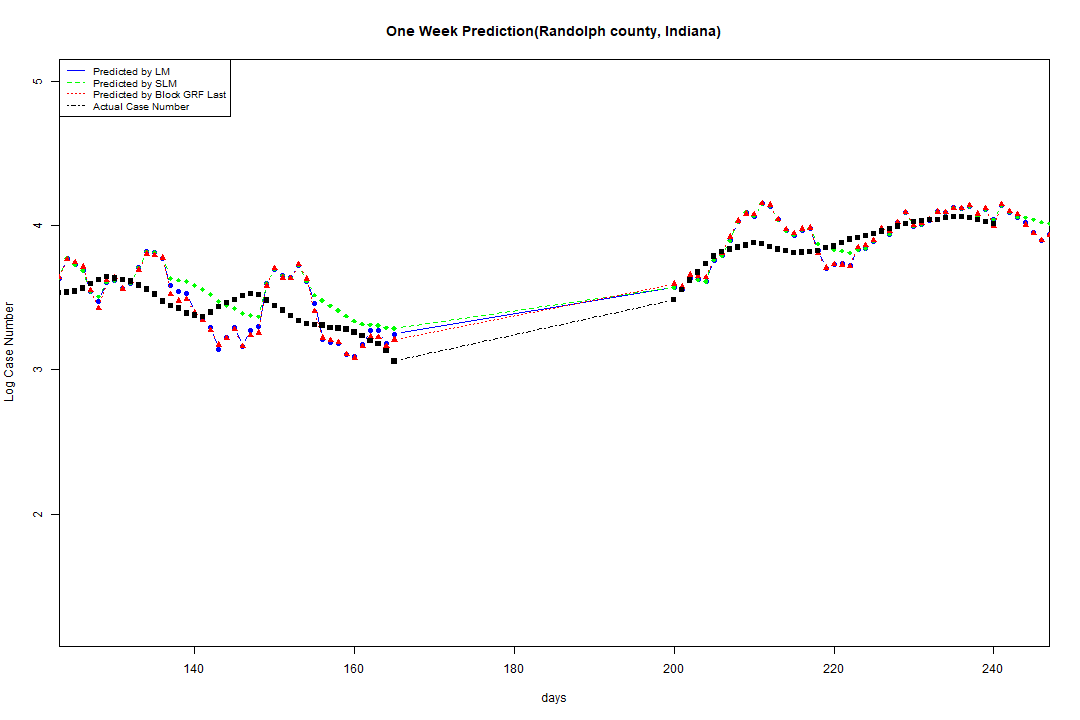 One Week Prediction(Randolph county, Indiana)
Predicted by LM
Predicted by SLM
Predicted by Block GRF Last
Actual Case Number
5
4
3
2
Log Case Number
140 160 180 200 220 240
days